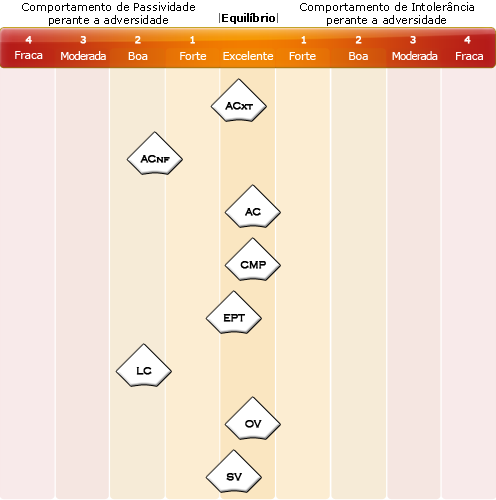 Comportamento de Passividade
perante a adversidade
|Equilíbrio|
Comportamento de Intolerância
perante a adversidade
4 3 2 1 1 2 3 4
Fraca Moderada Boa Forte Excelente Forte Boa Moderada Fraca
ACXT
ACNF
AC
CMP
EPT
LC
OV
SV